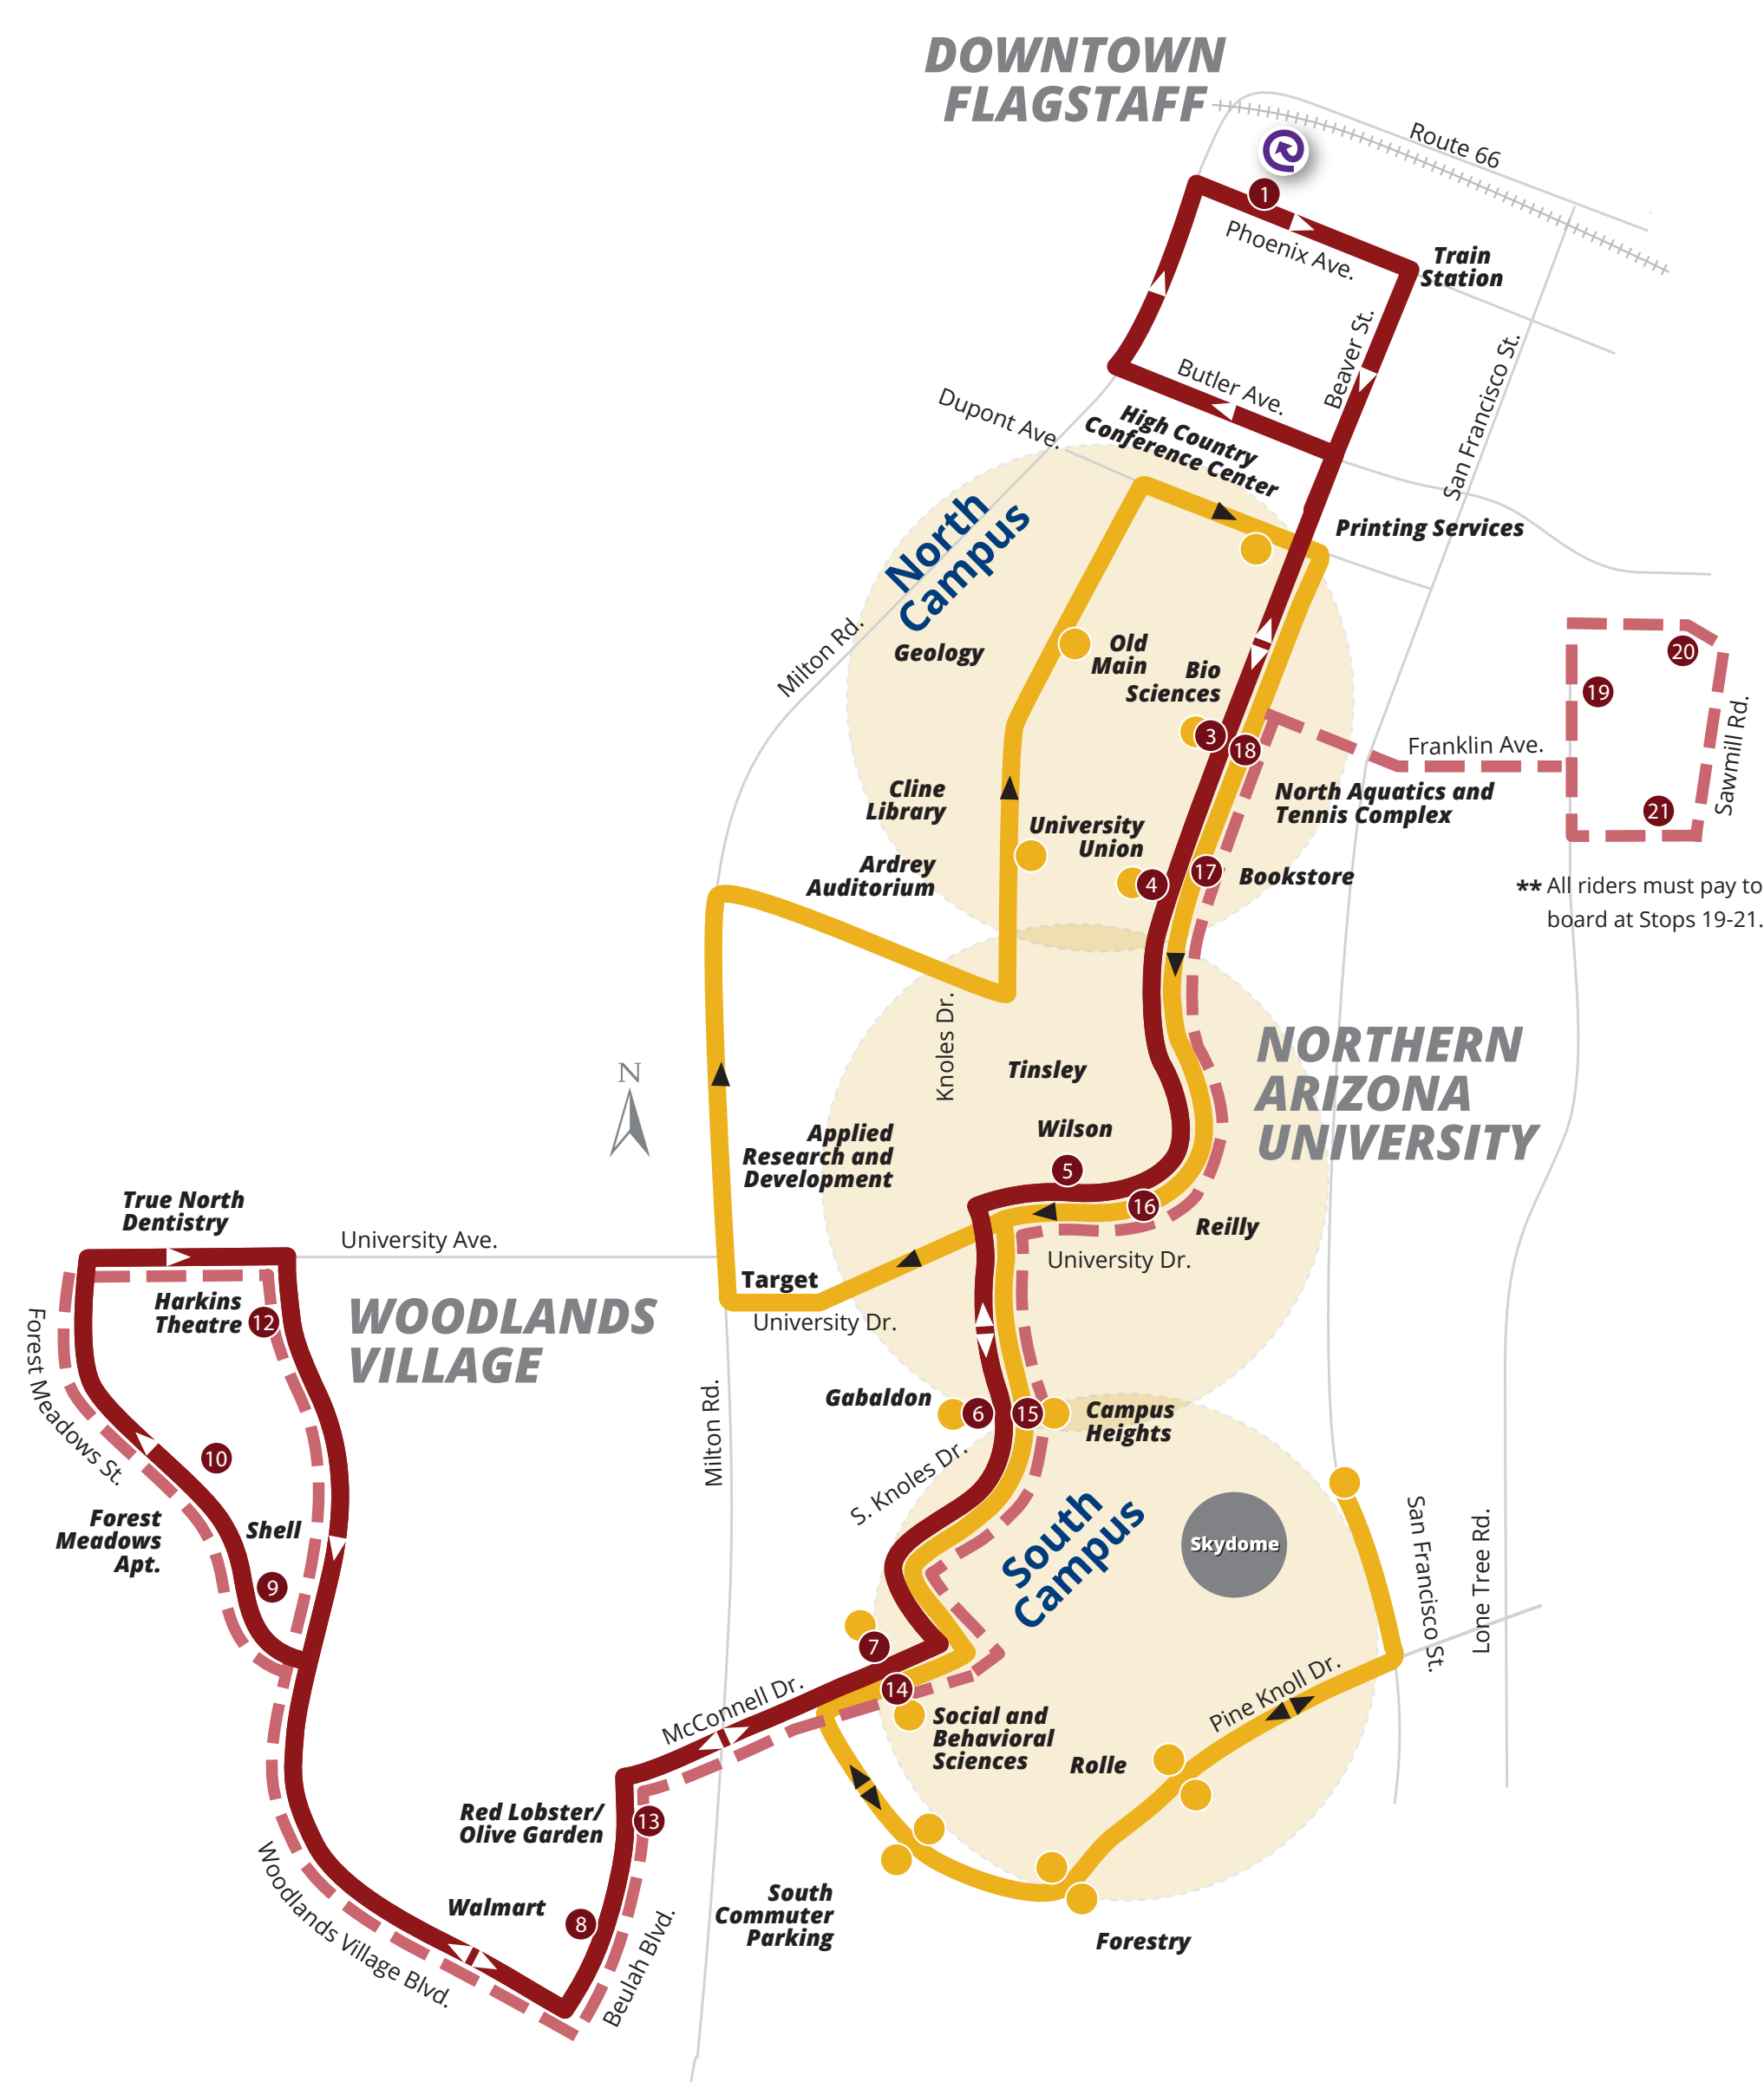 DOWNTOWN
FLAGSTAFF
Route 66
1
Phoenix Ave.
Train
Station
Beaver St.
San Francisco St.
Butler Ave.
Dupont Ave.
High Country
Conference Center
Printing Services
North
Campus
Milton Rd.
Geology
Old
Main
Bio
Sciences
3
18
20
19
21
Franklin Ave.
Sawmill Rd.
North Aquatics and
Tennis Complex
Cline
Library
University
Union
Ardrey
Auditorium
4
17
Bookstore
** All riders must pay to
board at Stops 19-21.
Knoles Dr.
NORTHERN
ARIZONA
UNIVERSITY
N
Tinsley
Wilson
Applied
Research and
Development
5
16
Reilly
University Dr.
True North
Dentistry
University Ave.
Target
University Dr.
Harkins
Theatre
12
WOODLANDS
VILLAGE
Forest Meadows St.
Milton Rd.
Gabaldon
6
15
Campus
Heights
10
S. Knoles Dr.
South
Campus
Skydome
San Francisco St.
Lone Tree Rd.
Forest
Meadows
Apt.
Shell
9
7
14
McConnell Dr.
Social and
Behavioral
Sciences
Pine Knoll Dr.
Rolle
Red Lobster/
Olive Garden
13
Walmart
8
Woodlands Village Blvd.
Beulah Blvd.
South
Commuter
Parking
Forestry